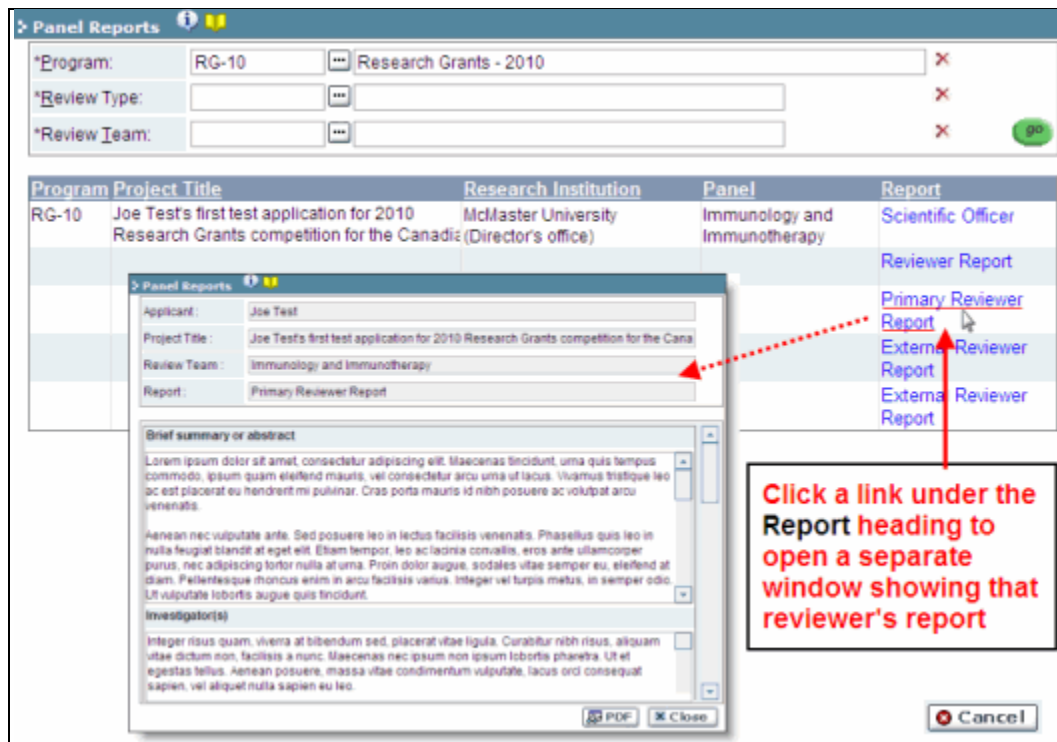 Panel Reports
*Program: RG-10 ... Research Grants - 2010
*Review Type: ...
*Review Team: ... go
Program Project Title Research Institution Panel Report
RG-10 Joe Test's first test application for 2010 McMaster University Immunology and Scientific Officer
Research Grants competition for the Canadia (Director's office) Immunotherapy
Reviewer Report
Primary Reviewer
Report
External Reviewer
Report
External Reviewer
Report
Panel Reports
Applicant : Joe Test
Project Title : Joe Test's first test application for 2010 Research Grants competition for the Cana
Review Team : Immunology and Immunotherapy
Report : Primary Reviewer Report
Brief summary or abstract
Lorem ipsum dolor sit amet, consectetur adipiscing elit. Maecenas tincidunt, urna quis tempus
commodo, ipsum quam eleifend mauris, vel consectetur arcu urna ut lacus. Vivamus tristique leo
ac est placerat eu hendrerit mi pulvinar. Cras porta mauris id nibh posuere ac volutpat arcu
venenatis.
Aenean nec vulputate ante. Sed posuere leo in lectus facilisis venenatis. Phasellus quis leo in
nulla feugiat blandit at eget elit. Etiam tempor, leo ac lacinia convallis, eros ante ullamcorper
purus, nec adipiscing tortor nulla at urna. Proin dolor augue, sodales vitae semper eu, eleifend at
diam. Pellentesque rhoncus enim in arcu facilisis varius. Integer vel turpis metus, in semper odio.
Ut vulputate lobortis augue quis tincidunt.
Investigator(s)
Integer risus quam, viverra at bibendum sed, placerat vitae ligula. Curabitur nibh risus, aliquam
vitae dictum non, facilisis a nunc. Maecenas nec ipsum non ipsum lobortis pharetra. Ut et
egestas tellus. Aenean posuere, massa vitae condimentum vulputate, lacus orci consequat
sapien, vel aliquet nulla sapien eu leo.
PDF Close
Click a link under the
Report heading to
open a separate
window showing that
reviewer's report
Cancel